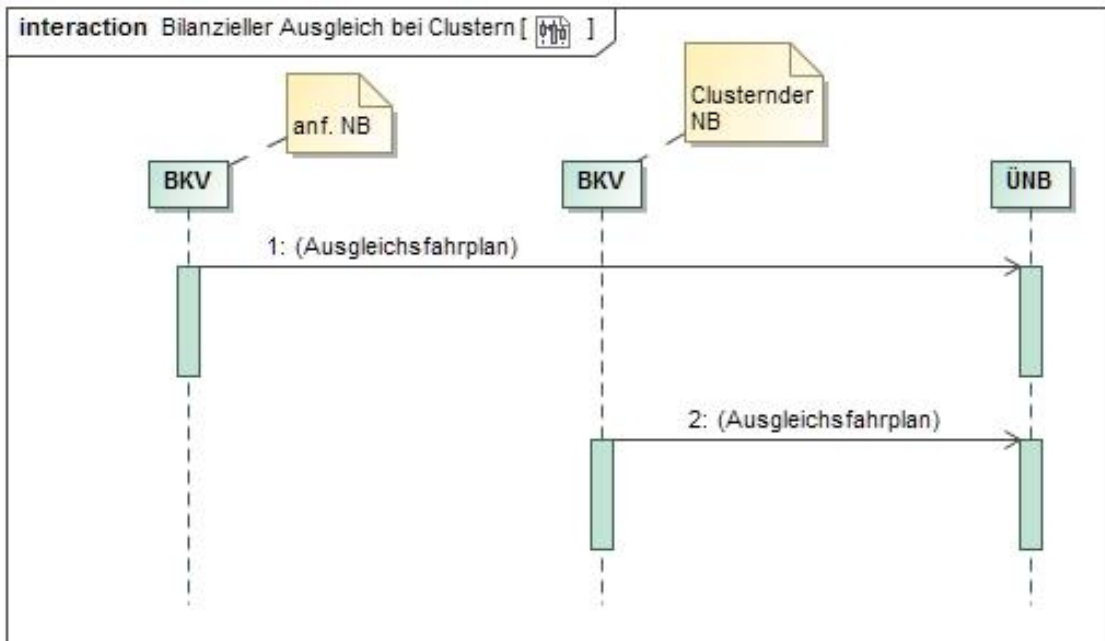 interaction Bilanzieller Ausgleich bei Clustern [ ]
anf. NB
Clusternder
NB
BKV
BKV
ÜNB
1: (Ausgleichsfahrplan)
2: (Ausgleichsfahrplan)